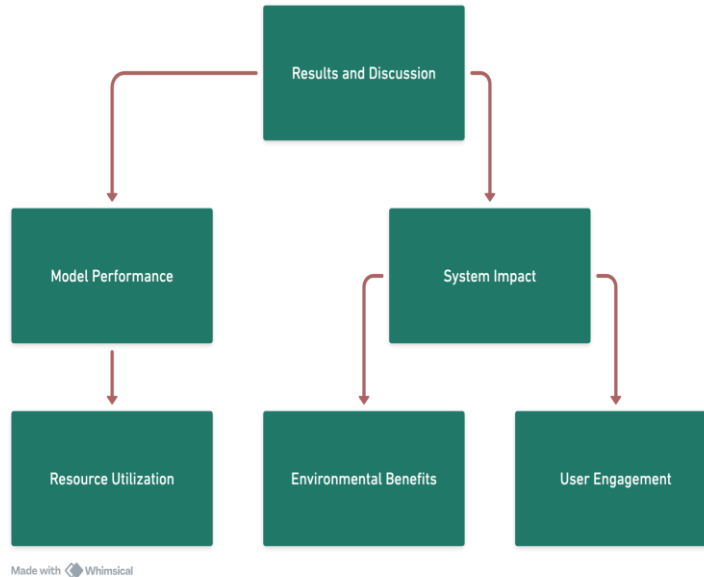 Results and Discussion
Model Performance
System Impact
Resource Utilization
Environmental Benefits
User Engagement
Made with Whimsical